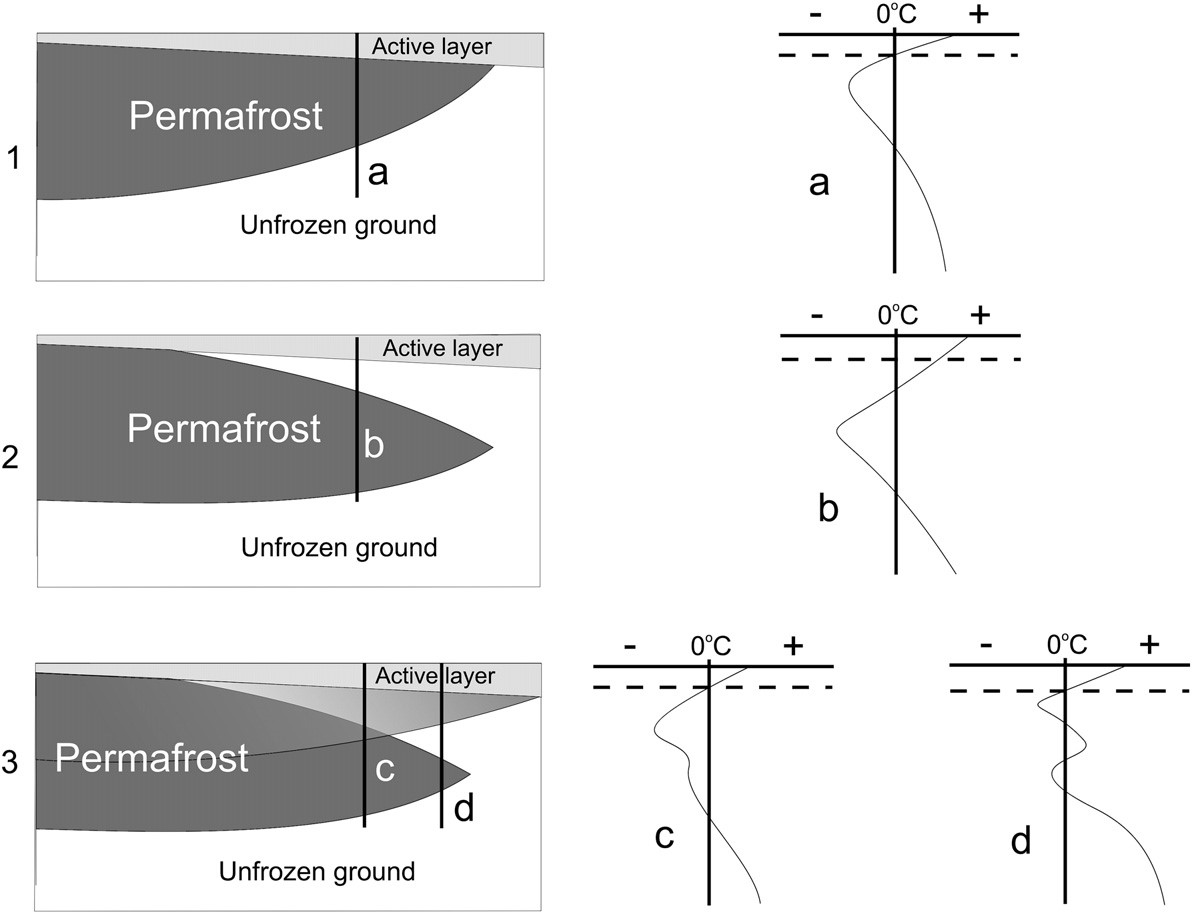 Active layer
Permafrost
1
a
Unfrozen ground
- 0°C +
a
Active layer
Permafrost
b
2
Unfrozen ground
- 0°C +
b
Active layer
Permafrost
3
c
d
Unfrozen ground
- 0°C +
c
- 0°C +
d